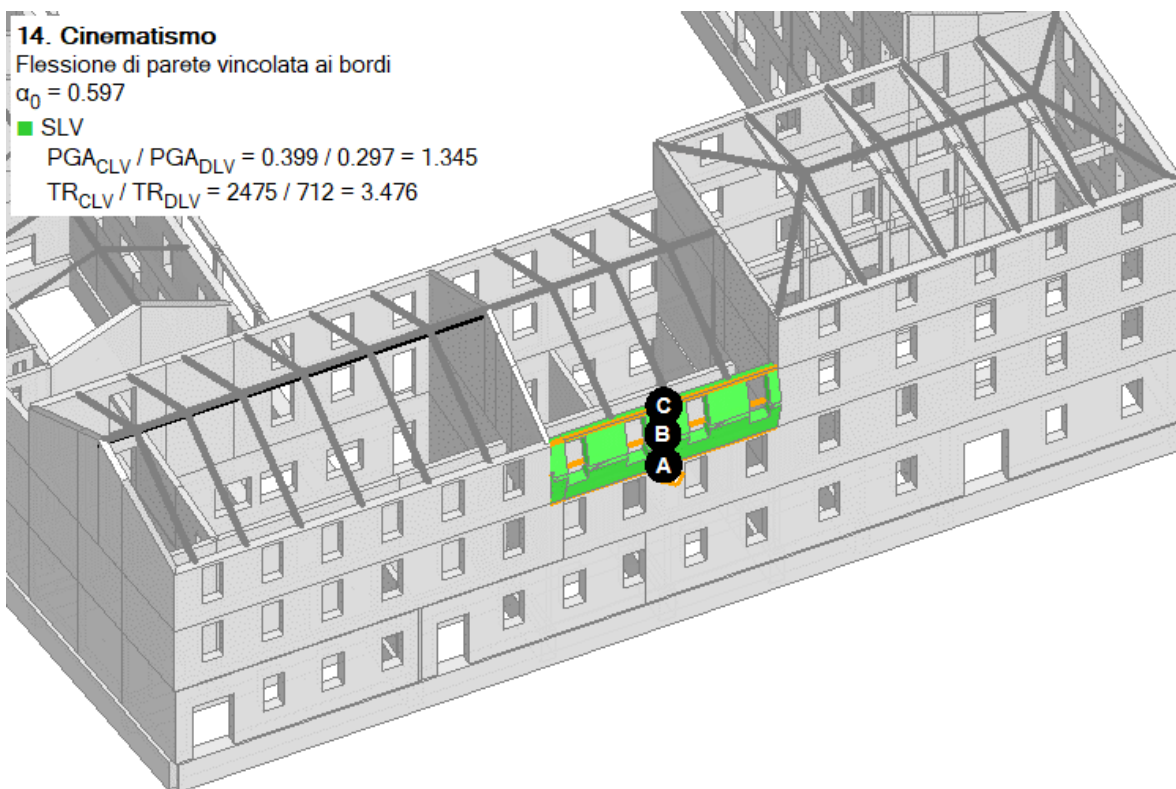 14. Cinematismo
Flessione di parete vincolata ai bordi
α0 = 0.597
SLV
PGACLV / PGADLV = 0.399 / 0.297 = 1.345
TRCLV / TRDLV = 2475 / 712 = 3.476
C
B
A